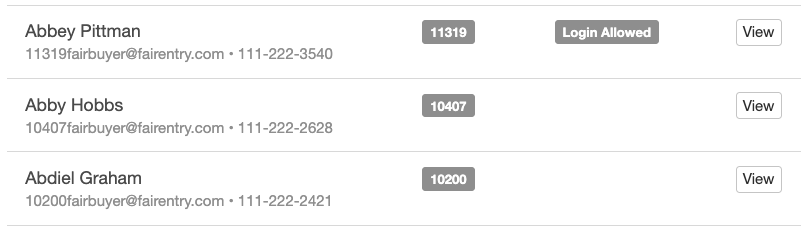 Abbey Pittman 11319 Login Allowed View
11319fairbuyer@fairentry.com • 111-222-3540
Abby Hobbs 10407 View
10407fairbuyer@fairentry.com • 111-222-2628
Abdiel Graham 10200 View
10200fairbuyer@fairentry.com • 111-222-2421